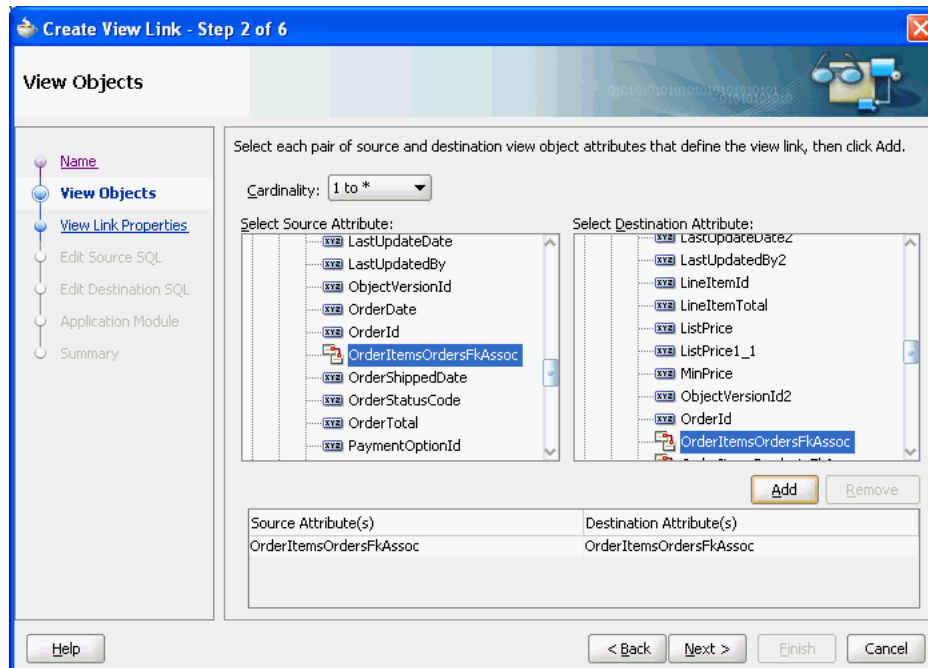 Create View Link - Step 2 of 6
View Objects
Name
View Objects
View Link Properties
Edit Source SQL
Edit Destination SQL
Application Module
Summary
Select each pair of source and destination view object attributes that define the view link, then click Add.
Cardinality: 1 to *
Select Source Attribute:
LastUpdateDate
LastUpdatedBy
ObjectVersionId
OrderDate
OrderId
OrderItemsOrdersFkAssoc
OrderShippedDate
OrderStatusCode
OrderTotal
PaymentOptionId
Select Destination Attribute:
LastUpdateDate2
LastUpdatedBy2
LineItemId
LineItemTotal
ListPrice
ListPrice1_1
MinPrice
ObjectVersionId2
OrderId
OrderItemsOrdersFkAssoc
Add Remove
Source Attribute(s) Destination Attribute(s)
OrderItemsOrdersFkAssoc OrderItemsOrdersFkAssoc
Help < Back Next > Finish Cancel